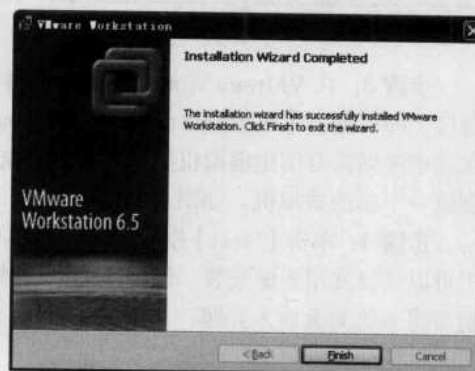 VMware Workstation
Installation Wizard Completed
The installation wizard has successfully installed VMware
Workstation. Click Finish to exit the wizard.
VMware
Workstation 6.5
< Back
Finish
Cancel